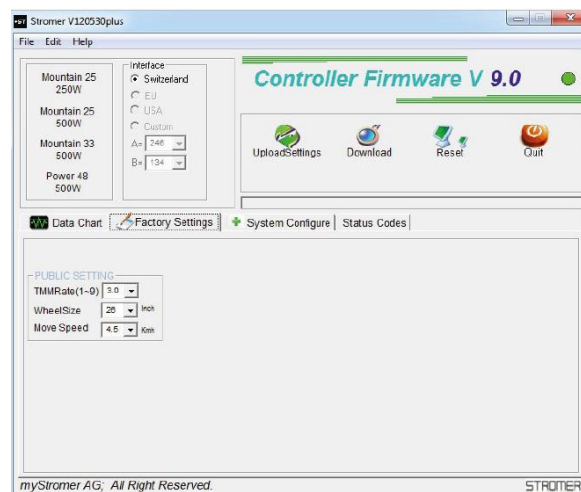 Stromer V120530plus
File Edit Help
Mountain 25
250W
Mountain 25
500W
Mountain 33
500W
Power 48
500W
Interface
Switzerland
EU
USA
Custom
A= 246
B= 134
Controller Firmware V 9.0
UploadSettings Download Reset Quit
Data Chart Factory Settings System Configure Status Codes
PUBLIC SETTING
TMMRate(1~9) 3.0
WheelSize 26 Inch
Move Speed 4.5 Kmh
myStromer AG; All Right Reserved. STROMER